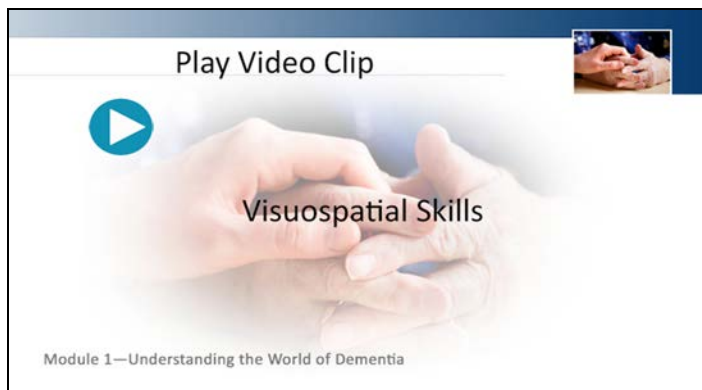 Play Video Clip
Visuospatial Skills
Module 1—Understanding the World of Dementia